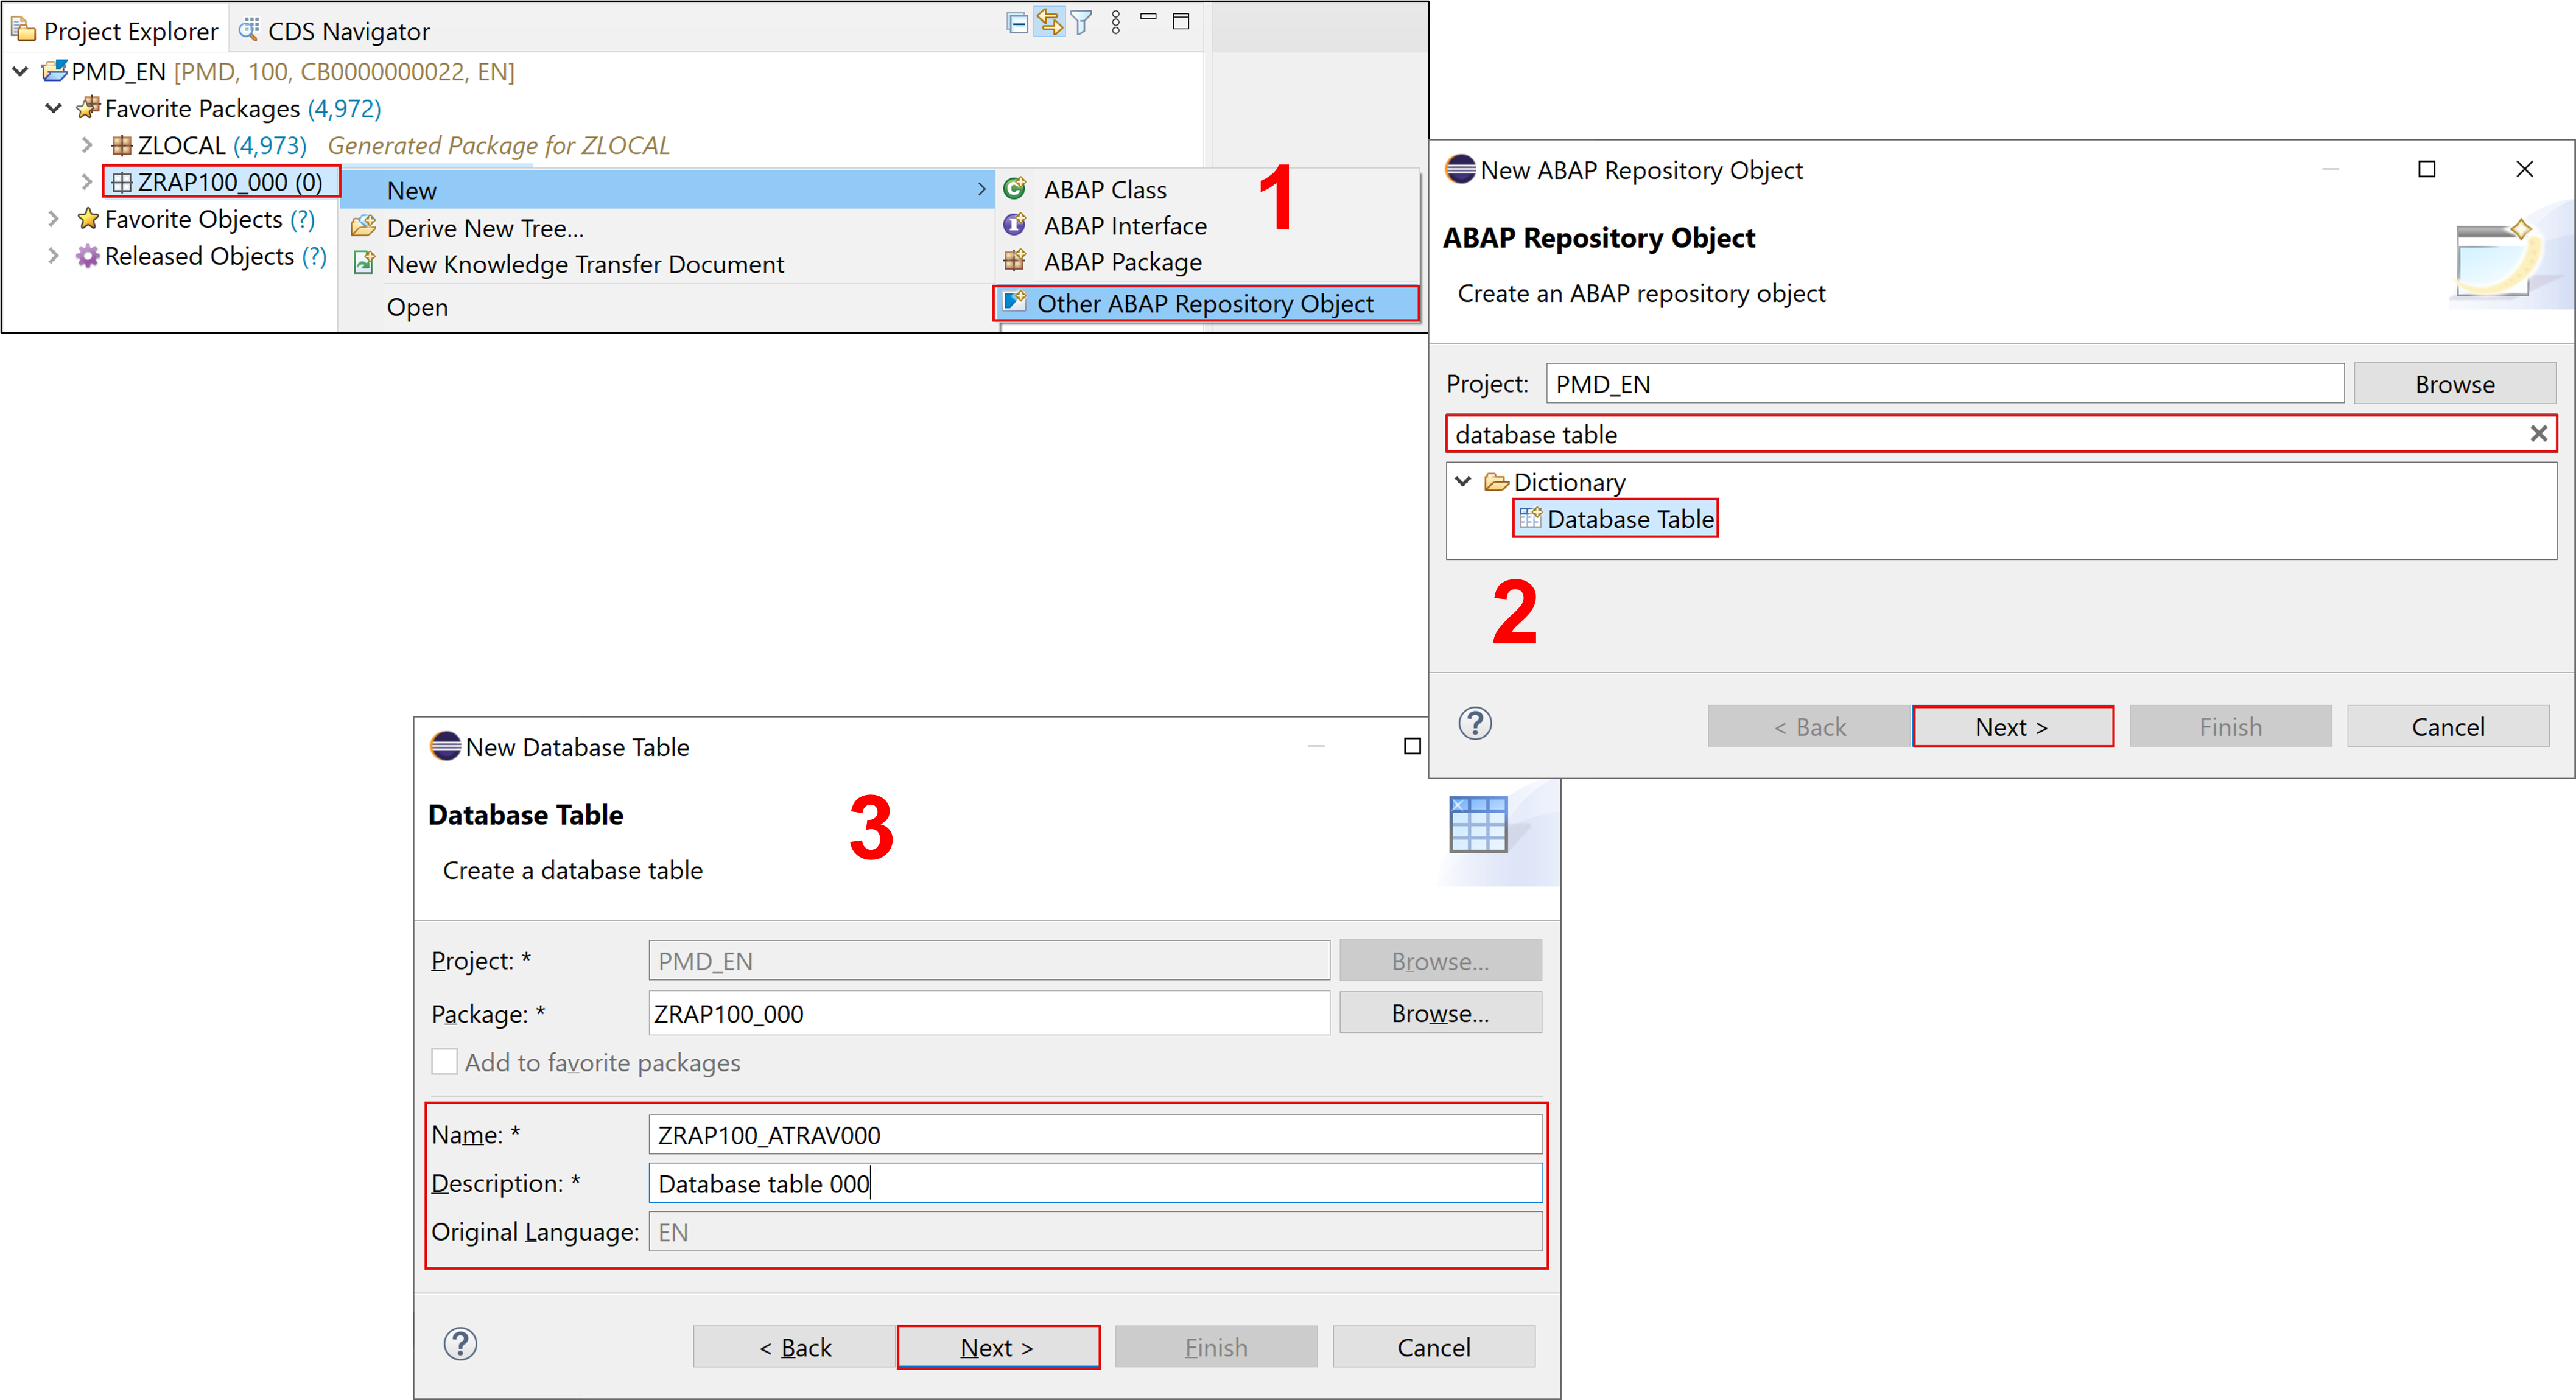 Project Explorer CDS Navigator
PMD_EN [PMD, 100, CB0000000022, EN]
Favorite Packages (4,972)
ZLOCAL (4,973) Generated Package for ZLOCAL
ZRAP100_000 (0)
Favorite Objects (?)
Released Objects (?)
New
Derive New Tree...
New Knowledge Transfer Document
Open
ABAP Class
ABAP Interface
ABAP Package
Other ABAP Repository Object
1
New ABAP Repository Object
ABAP Repository Object
Create an ABAP repository object
Project: PMD_EN Browse
database table
Dictionary
Database Table
2
< Back Next > Finish Cancel
New Database Table
Database Table
3
Create a database table
Project: * PMD_EN Browse...
Package: * ZRAP100_000 Browse...
Add to favorite packages
Name: * ZRAP100_ATRAV000
Description: * Database table 000
Original Language: EN
< Back Next > Finish Cancel